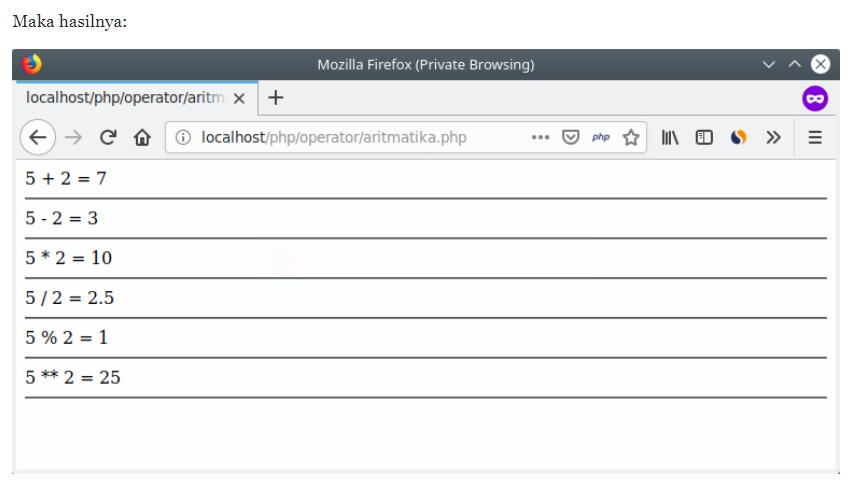 Maka hasilnya:
Mozilla Firefox (Private Browsing)
localhost/php/operator/aritm
localhost/php/operator/aritmatika.php
php
5 + 2 = 7
5 - 2 = 3
5 * 2 = 10
5 / 2 = 2.5
5 % 2 = 1
5 ** 2 = 25